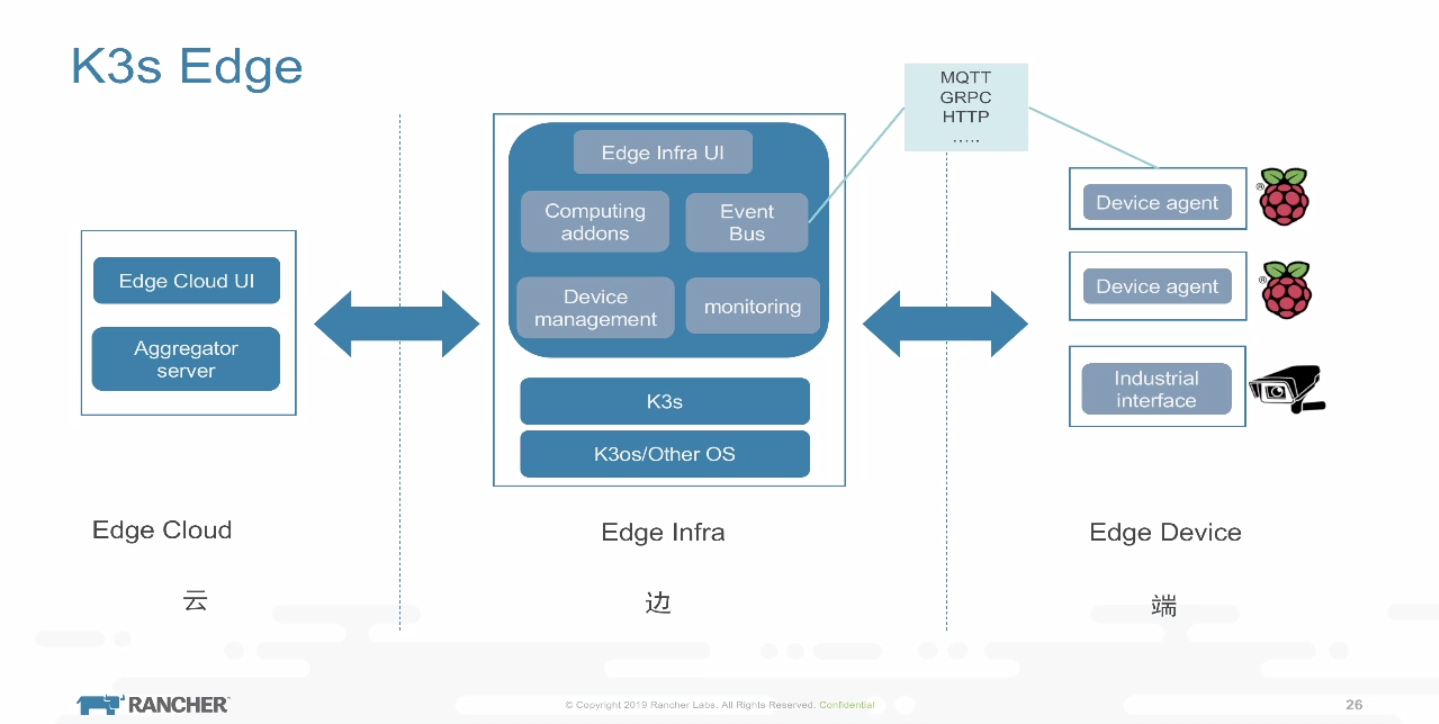 K3s Edge
MQTT
GRPC
HTTP
.....
Edge Infra UI
Computing
addons
Event
Bus
Device
management
monitoring
K3s
K3os/Other OS
Edge Cloud UI
Aggregator
server
Device agent
®
Device agent
®
Industrial
interface
Edge Cloud
Edge Infra
Edge Device
云
边
端
RANCHER™
© Copyright 2019 Rancher Labs. All Rights Reserved. Confidential
26